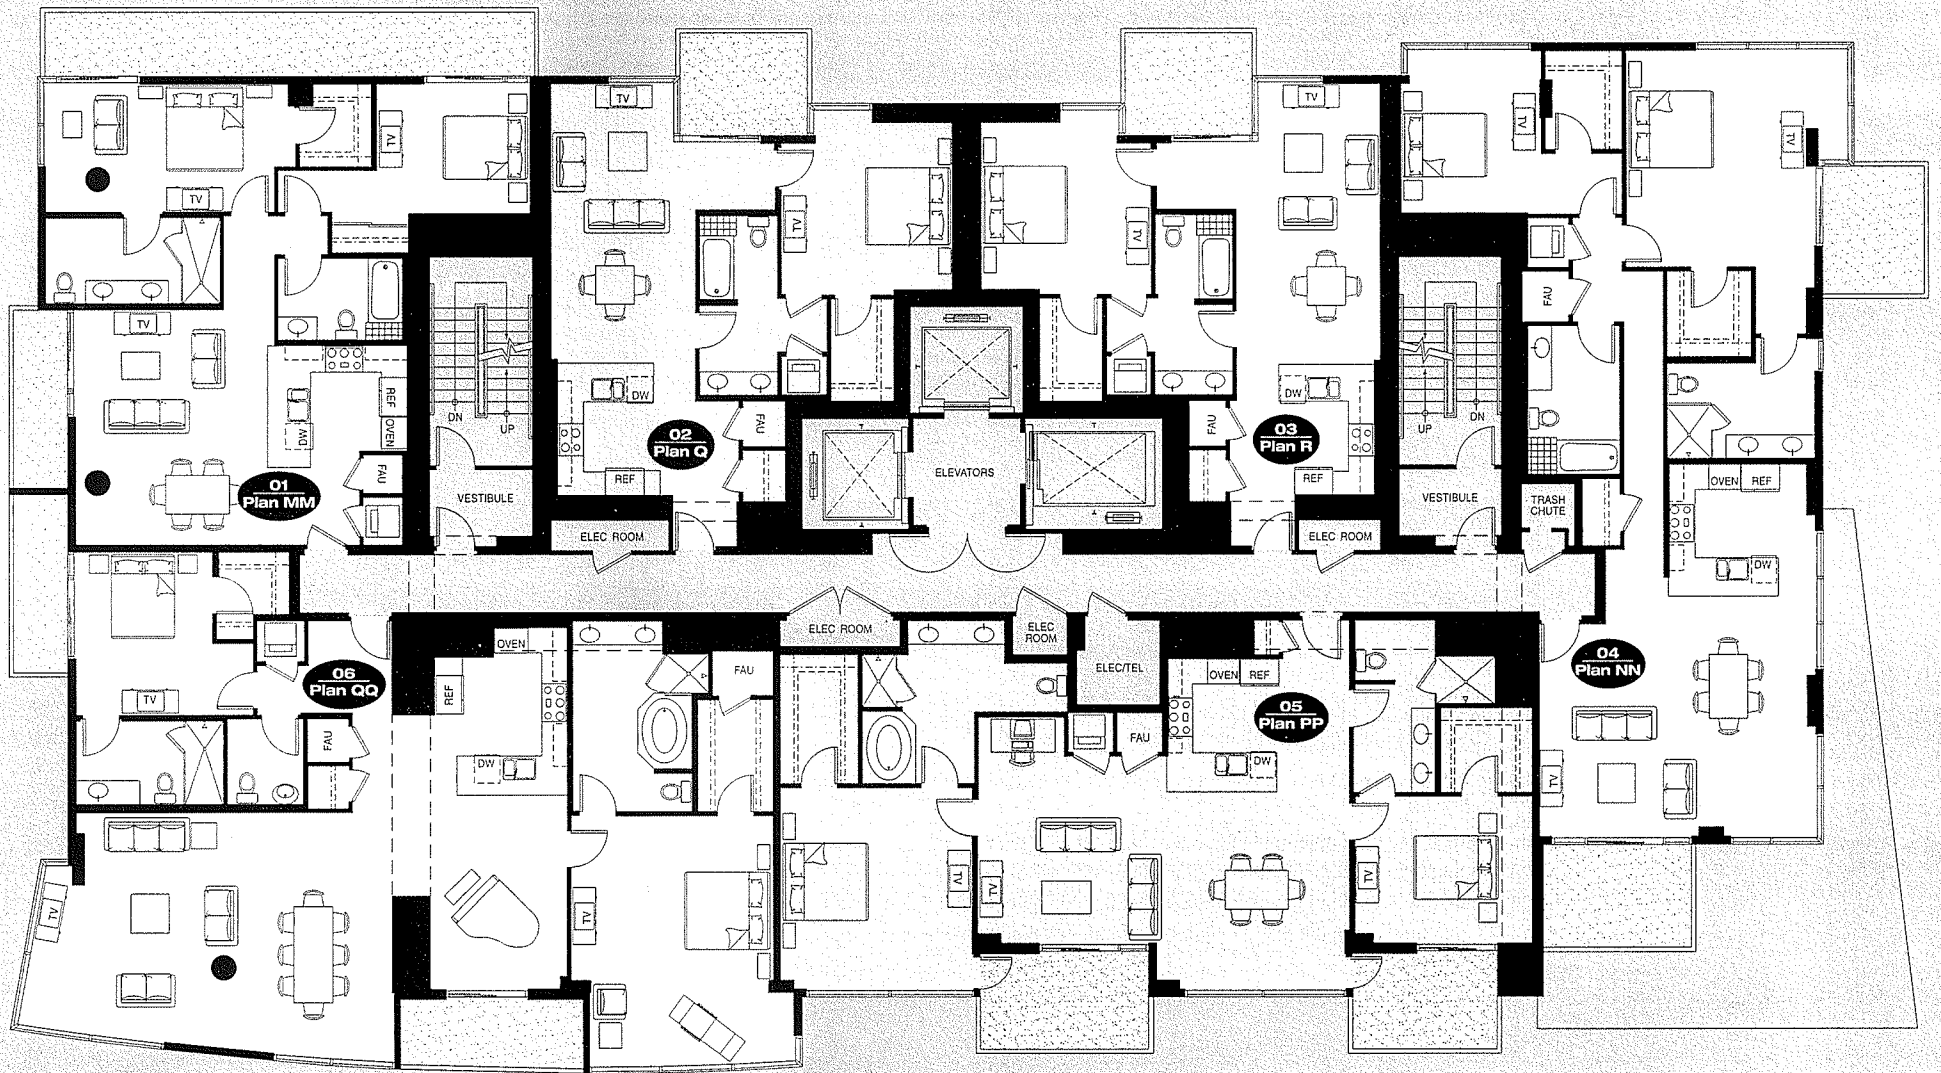 TV
TV
TV
TV
TV
TV
TV
TV
TV
TV
FAU
DN
UP
UP
DN
REF
OVEN
DW
DW
DW
FAU
FAU
FAU
02
Plan Q
03
Plan R
ELEVATORS
REF
REF
OVEN
REF
01
Plan MM
VESTIBULE
VESTIBULE
TRASH
CHUTE
ELEC ROOM
ELEC ROOM
DW
ELEC ROOM
ELEC
ROOM
OVEN
REF
FAU
ELEC/TEL
OVEN
REF
06
Plan QQ
04
Plan NN
TV
05
Plan PP
FAU
DW
FAU
DW
TV
TV
TV
TV
TV
TV